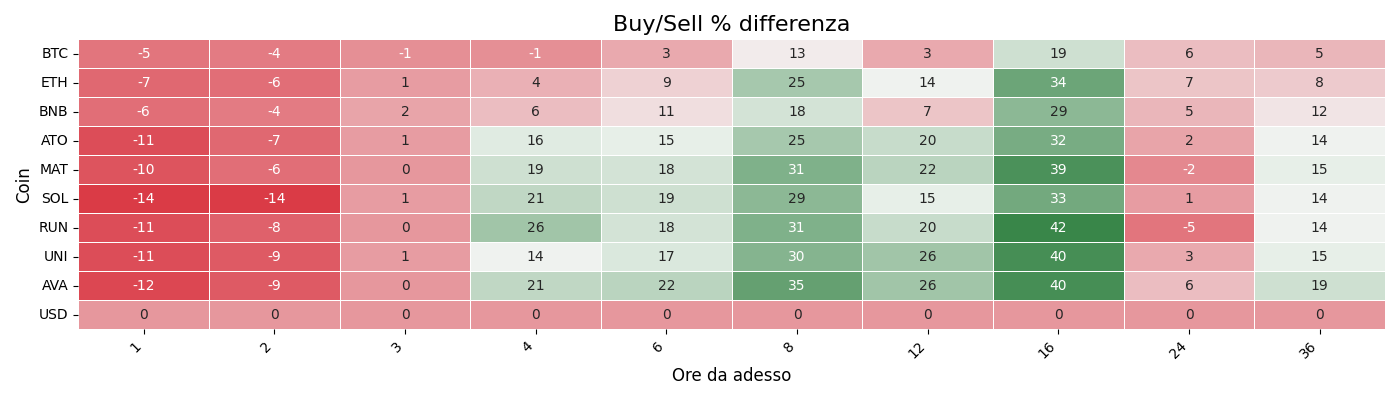 Buy/Sell % differenza
Coin
BTC -5 -4 -1 -1 3 13 3 19 6 5
ETH -7 -6 1 4 9 25 14 34 7 8
BNB -6 -4 2 6 11 18 7 29 5 12
ATO -11 -7 1 16 15 25 20 32 2 14
MAT -10 -6 0 19 18 31 22 39 -2 15
SOL -14 -14 1 21 19 29 15 33 1 14
RUN -11 -8 0 26 18 31 20 42 -5 14
UNI -11 -9 1 14 17 30 26 40 3 15
AVA -12 -9 0 21 22 35 26 40 6 19
USD 0 0 0 0 0 0 0 0 0 0
1 2 3 4 6 8 12 16 24 36
Ore da adesso